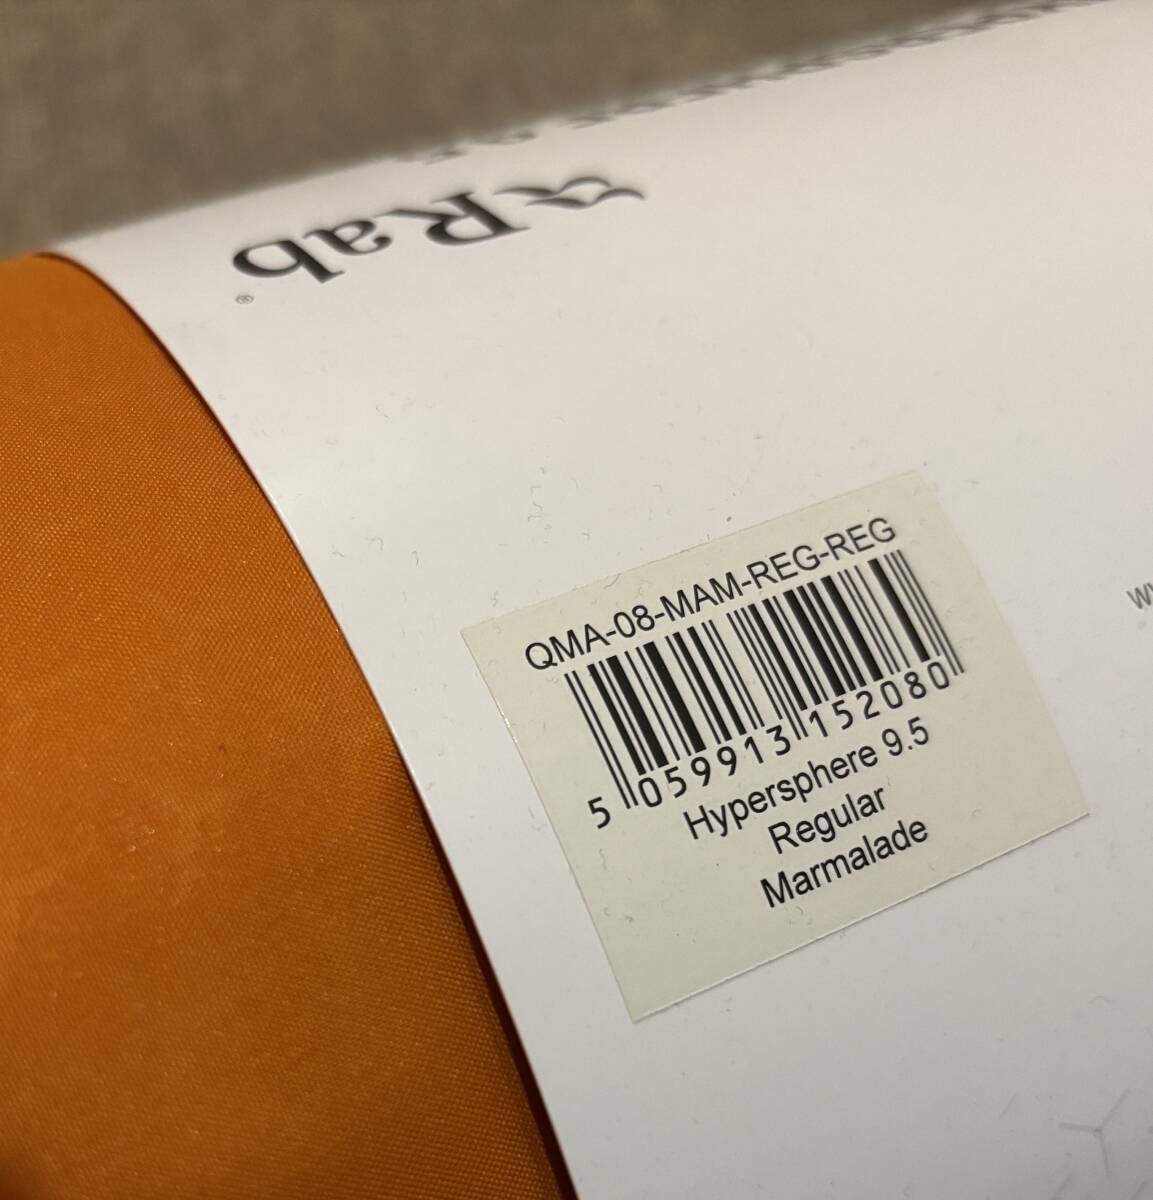 Rab
®
QMA-08-MAM-REG-REG
5 059913 152080
Hypersphere 9.5
Regular
Marmalade